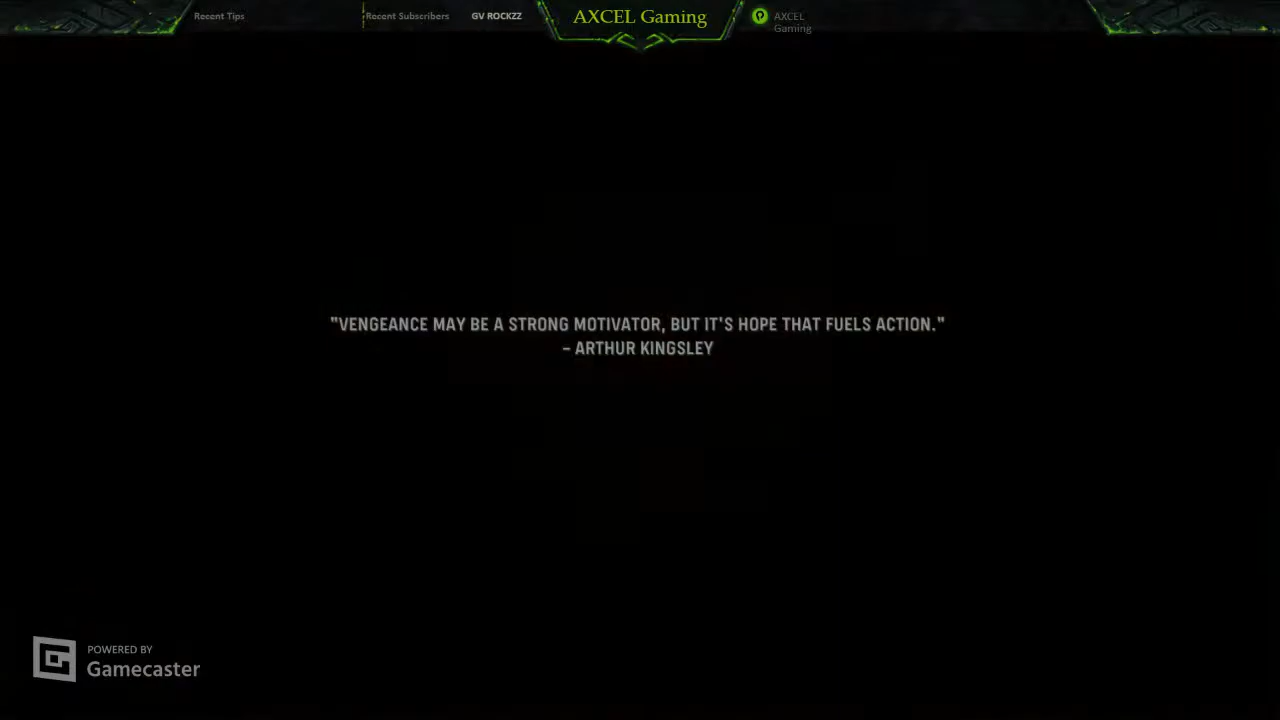 Recent Tips
Recent Subscribers GV ROCKZZ
AXCEL Gaming
AXCEL
Gaming
"VENGEANCE MAY BE A STRONG MOTIVATOR, BUT IT'S HOPE THAT FUELS ACTION."
– ARTHUR KINGSLEY
POWERED BY
Gamecaster